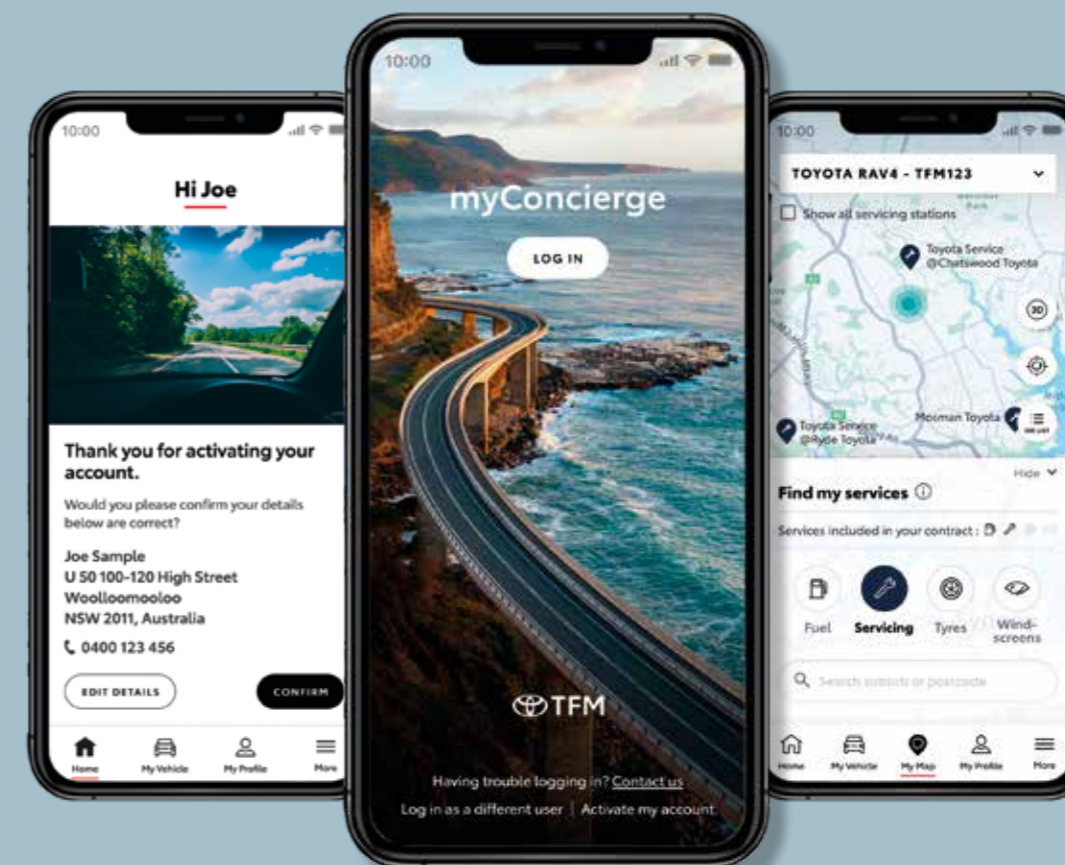 10:00
Hi Joe
Thank you for activating your
account.
Would you please confirm your details
below are correct?
Joe Sample
U 50 100-120 High Street
Woolloomooloo
NSW 2011, Australia
0400 123 456
EDIT DETAILS
CONFIRM
Home
My Vehicle
My Profile
More
10:00
myConcierge
LOG IN
TFM
Having trouble logging in? Contact us
Log in as a different user | Activate my account
10:00
TOYOTA RAV4 - TFM123
Show all servicing stations
Park
Toyota Service
@Chatswood Toyota
3D
Mosman Toyota
Toyota Service
@Ryde Toyota
Hide
Find my services
Services included in your contract :
Fuel
Servicing
Tyres
Wind-
screens
Search suburb or postcode
Home
My Vehicle
My Map
My Profile
More